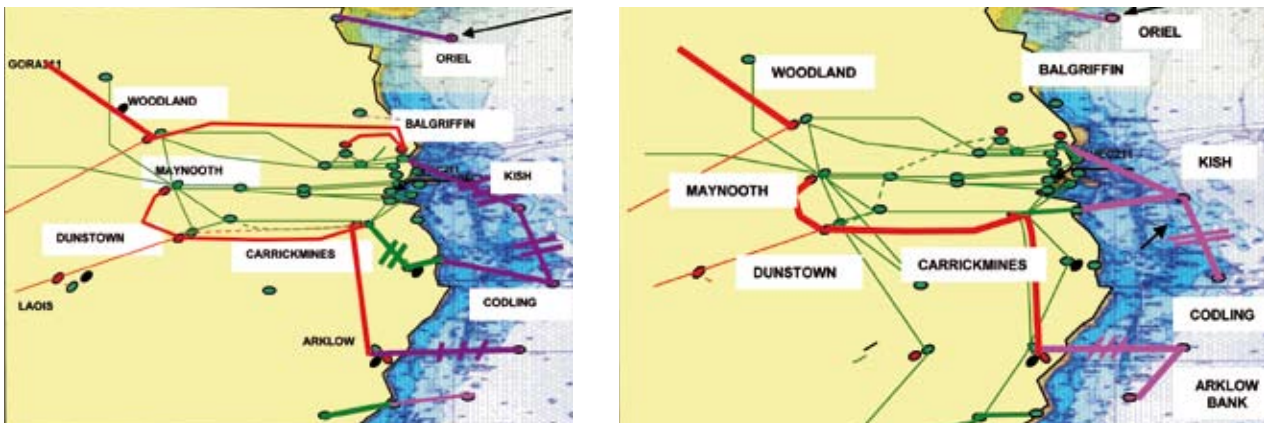 ORIEL
WOODLAND
BALGRIFFIN
KISH
MAYNOOTH
DUNSTOWN
CARRICKMINES
LAOIS
CODLING
ARKLOW
ORIEL
WOODLAND
BALGRIFFIN
KISH
MAYNOOTH
DUNSTOWN
CARRICKMINES
CODLING
ARKLOW
BANK